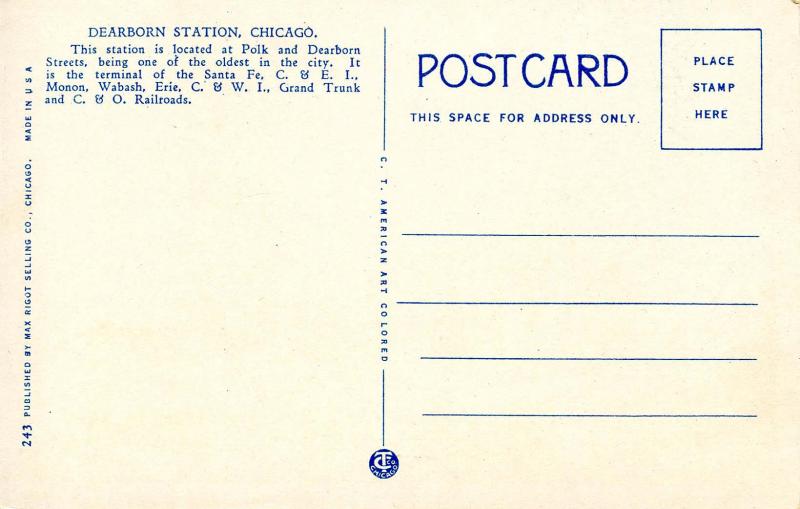 DEARBORN STATION, CHICAGO.
This station is located at Polk and Dearborn
Streets, being one of the oldest in the city. It
is the terminal of the Santa Fe, C. & E. I.,
Monon, Wabash, Erie, C. & W. I., Grand Trunk
and C. & O. Railroads.
243 PUBLISHED BY MAX RIGOT SELLING CO., CHICAGO, MADE IN U S A
C. T. AMERICAN ART COLORED
CT CO
CHICAGO
POST CARD
THIS SPACE FOR ADDRESS ONLY.
PLACE
STAMP
HERE